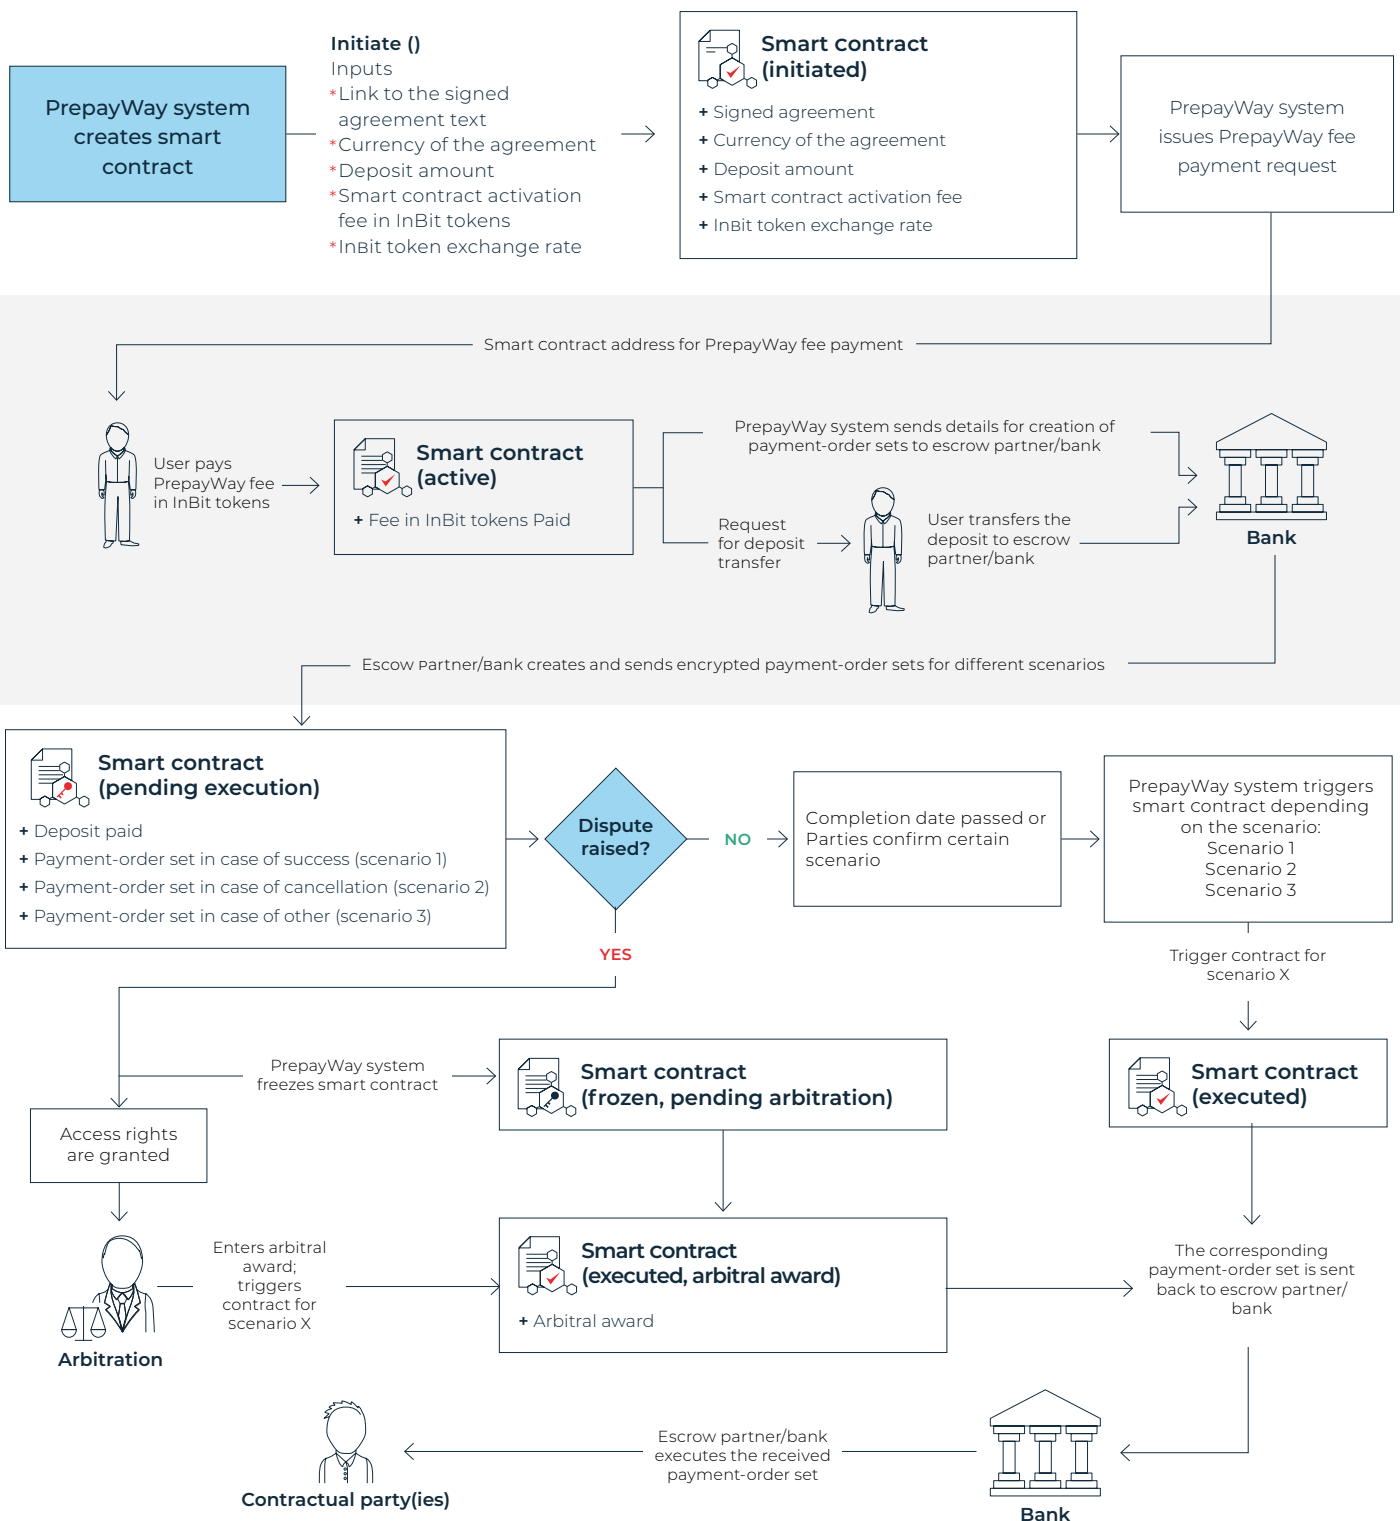 PrepayWay system
creates smart
contract
Initiate ()
Inputs
*Link to the signed
agreement text
*Currency of the agreement
*Deposit amount
*Smart contract activation
fee in InBit tokens
*InBit token exchange rate
Smart contract
(initiated)
+ Signed agreement
+ Currency of the agreement
+ Deposit amount
+ Smart contract activation fee
+ InBit token exchange rate
PrepayWay system
issues PrepayWay fee
payment request
Smart contract address for PrepayWay fee payment
User pays
PrepayWay fee
in InBit tokens
Smart contract
(active)
+ Fee in InBit tokens Paid
PrepayWay system sends details for creation of
payment-order sets to escrow partner/bank
Request
for deposit
transfer
User transfers the
deposit to escrow
partner/bank
Bank
Escow Partner/Bank creates and sends encrypted payment-order sets for different scenarios
Smart contract
(pending execution)
+ Deposit paid
+ Payment-order set in case of success (scenario 1)
+ Payment-order set in case of cancellation (scenario 2)
+ Payment-order set in case of other (scenario 3)
Dispute
raised?
NO
Completion date passed or
Parties confirm certain
scenario
PrepayWay system triggers
smart contract depending
on the scenario:
Scenario 1
Scenario 2
Scenario 3
YES
Trigger contract for
scenario X
PrepayWay system
freezes smart contract
Smart contract
(frozen, pending arbitration)
Smart contract
(executed)
Access rights
are granted
Enters arbitral
award;
triggers
contract for
scenario X
Arbitration
Smart contract
(executed, arbitral award)
+ Arbitral award
The corresponding
payment-order set is sent
back to escrow partner/
bank
Escrow partner/bank
executes the received
payment-order set
Contractual party(ies)
Bank